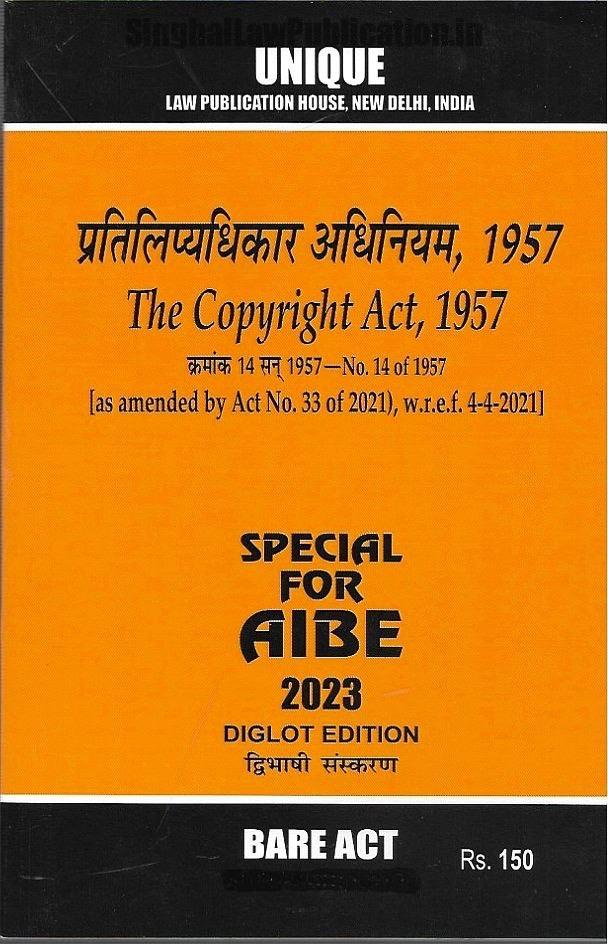 SinghalLawPublication.in
UNIQUE
LAW PUBLICATION HOUSE, NEW DELHI, INDIA
प्रतिलिप्यधिकार अधिनियम, 1957
The Copyright Act, 1957
क्रमांक 14 सन् 1957—No. 14 of 1957
[as amended by Act No. 33 of 2021), w.r.e.f. 4-4-2021]
SPECIAL
FOR
AIBE
2023
DIGLOT EDITION
द्विभाषी संस्करण
BARE ACT
Rs. 150